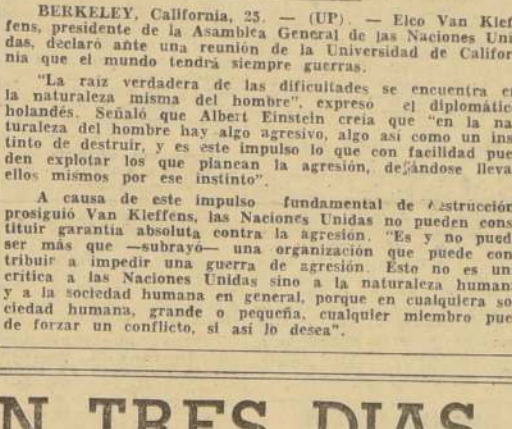 BERKELEY, California, 25. — (UP). — Elco Van Klef
fens, presidente de la Asamblea General de las Naciones Uni
das, declaró ante una reunión de la Universidad de Califor
nia que el mundo tendrá siempre guerras.
"La raíz verdadera de las dificultades se encuentra e
la naturaleza misma del hombre", expresó el diplomátic
holandés. Señaló que Albert Einstein creía que "en la na
turaleza del hombre hay algo agresivo, algo así como un ins
tinto de destruir, y es este impulso lo que con facilidad pue
den explotar los que planean la agresión, dejándose lleva
ellos mismos por ese instinto".
A causa de este impulso fundamental de destrucción
prosiguió Van Kleffens, las Naciones Unidas no pueden cons
tituir garantía absoluta contra la agresión. "Es y no pued
ser más que —subrayó— una organización que puede con
tribuir a impedir una guerra de agresión. Esto no es un
crítica a las Naciones Unidas sino a la naturaleza human
y a la sociedad humana en general, porque en cualquiera so
ciedad humana, grande o pequeña, cualquier miembro pue
de forzar un conflicto, si así lo desea".
N TRES DIAS